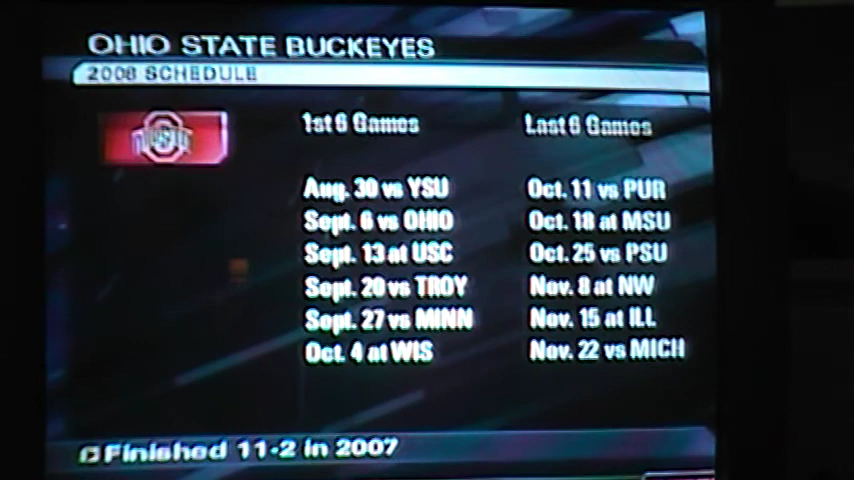 OHIO STATE BUCKEYES
2008 SCHEDULE
1st 6 Games
Aug. 30 vs YSU
Sept. 6 vs OHIO
Sept. 13 at USC
Sept. 20 vs TROY
Sept. 27 vs MINN
Oct. 4 at WIS
Last 6 Games
Oct. 11 vs PUR
Oct. 18 at MSU
Oct. 25 vs PSU
Nov. 8 at NW
Nov. 15 at ILL
Nov. 22 vs MICH
Finished 11-2 in 2007